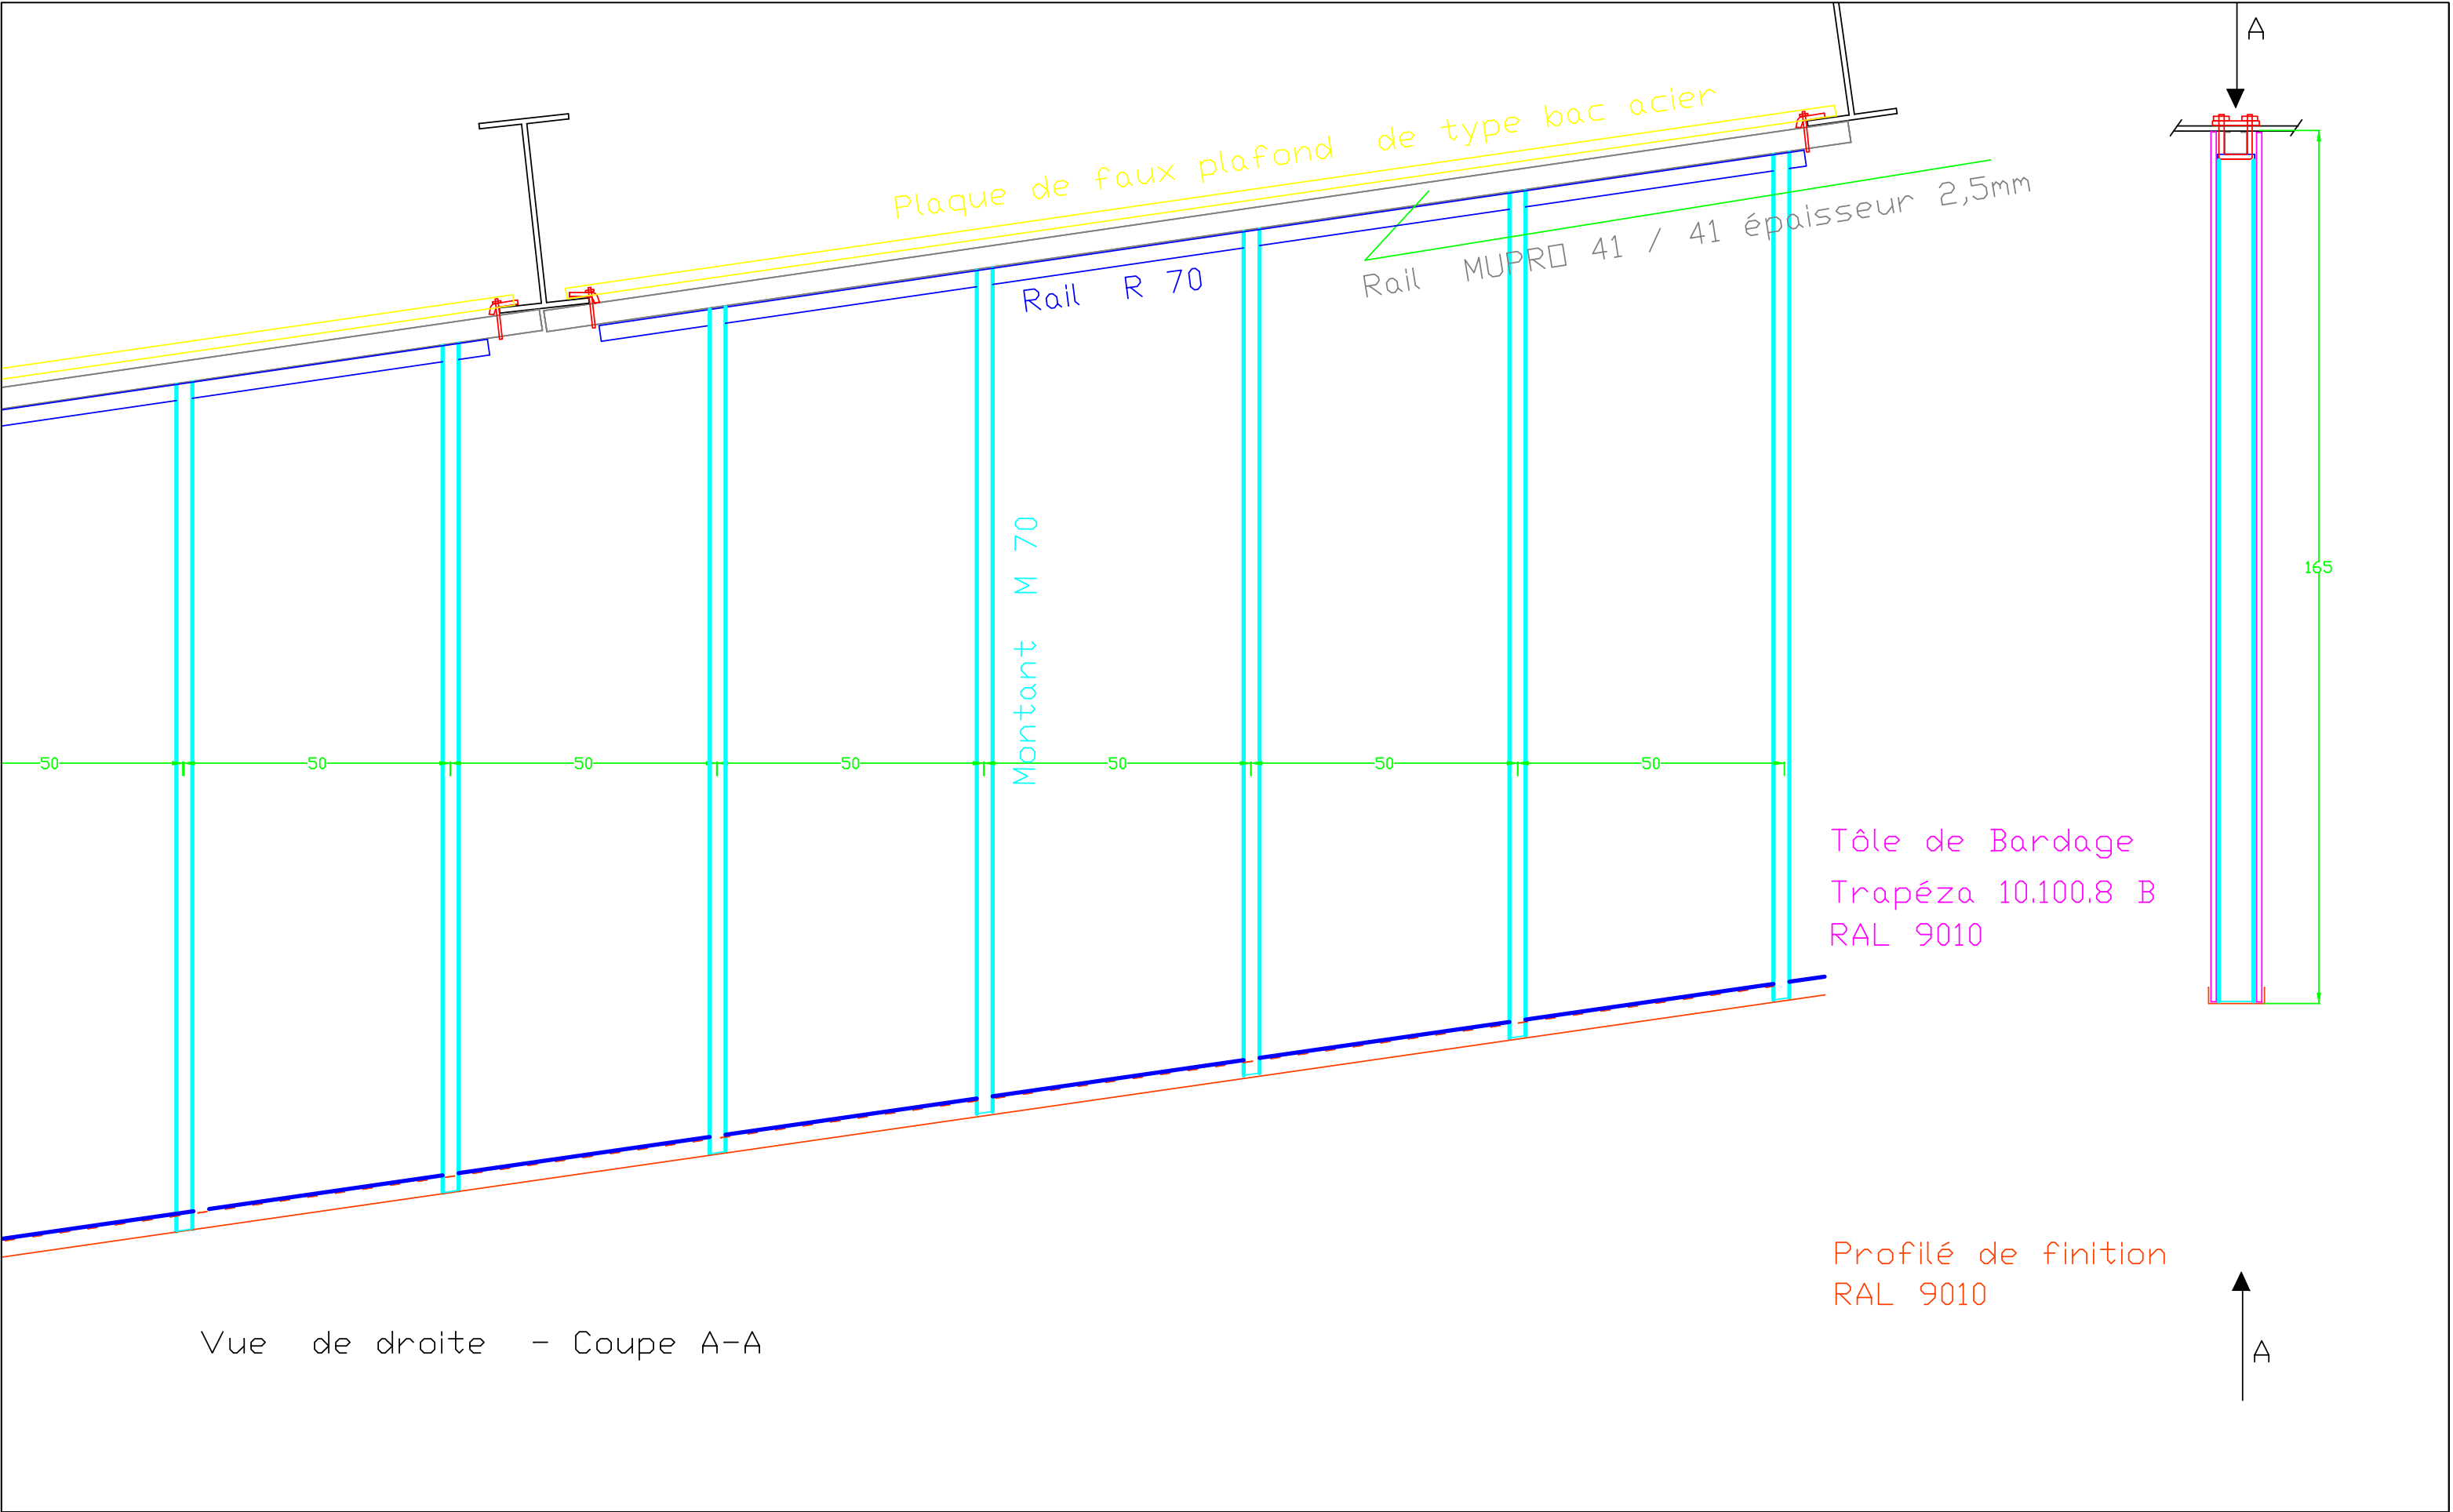 A
Plaque de faux plafond de type bac acier
Rail MUPRO 41 / 41 épaisseur 2,5mm
Rail R 70
Montant M 70
165
50 50 50 50 50 50 50
Tôle de Bardage
Trapéza 10.100.8 B
RAL 9010
Profilé de finition
RAL 9010
Vue de droite - Coupe A-A
A